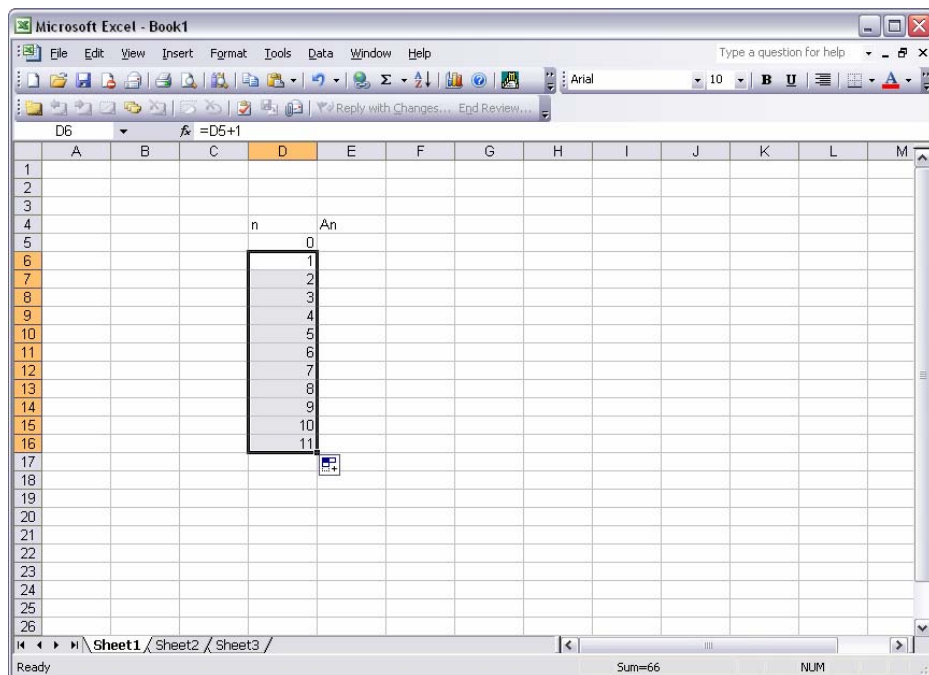 Microsoft Excel - Book1
File Edit View Insert Format Tools Data Window Help Type a question for help
Arial 10 B U A
Reply with Changes... End Review...
D6 fx =D5+1
A B C D E F G H I J K L M
1
2
3
4 n An
5 0
6 1
7 2
8 3
9 4
10 5
11 6
12 7
13 8
14 9
15 10
16 11
17
18
19
20
21
22
23
24
25
26
Sheet1 / Sheet2 / Sheet3 /
Ready Sum=66 NUM